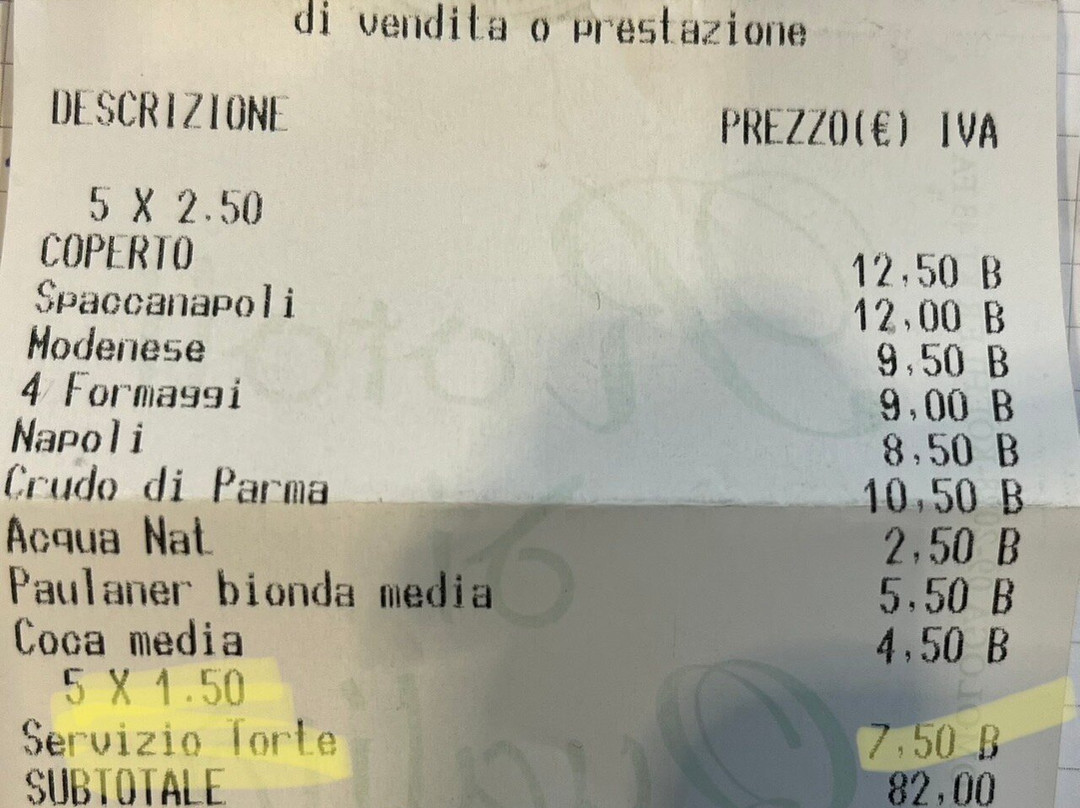 di vendita o prestazione
DESCRIZIONE PREZZO(€) IVA
5 X 2.50
COPERTO 12,50 B
Spaccanapoli 12,00 B
Modenese 9,50 B
4 Formaggi 9,00 B
Napoli 8,50 B
Crudo di Parma 10,50 B
Acqua Nat 2,50 B
Paulaner bionda media 5,50 B
Coca media 4,50 B
5 X 1.50
Servizio Torte 7,50 B
SUBTOTALE 82,00